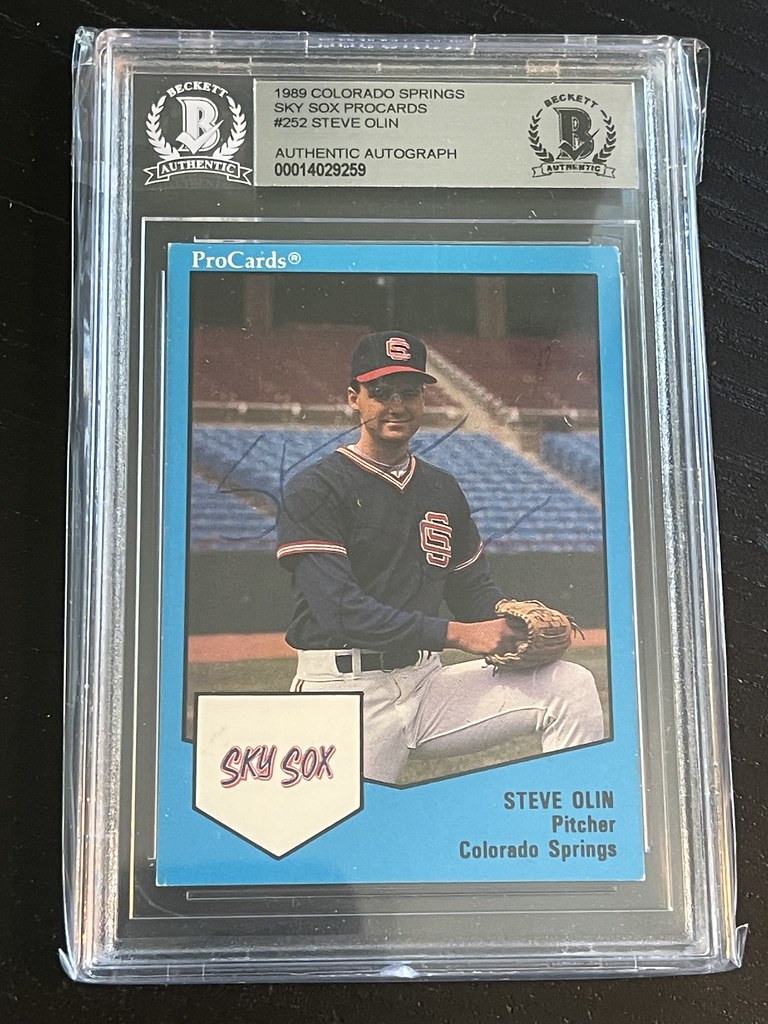 BECKETT
B
AUTHENTIC
1989 COLORADO SPRINGS
SKY SOX PROCARDS
#252 STEVE OLIN
AUTHENTIC AUTOGRAPH
00014029259
BECKETT
B
AUTHENTIC
ProCards®
SKY SOX
STEVE OLIN
Pitcher
Colorado Springs